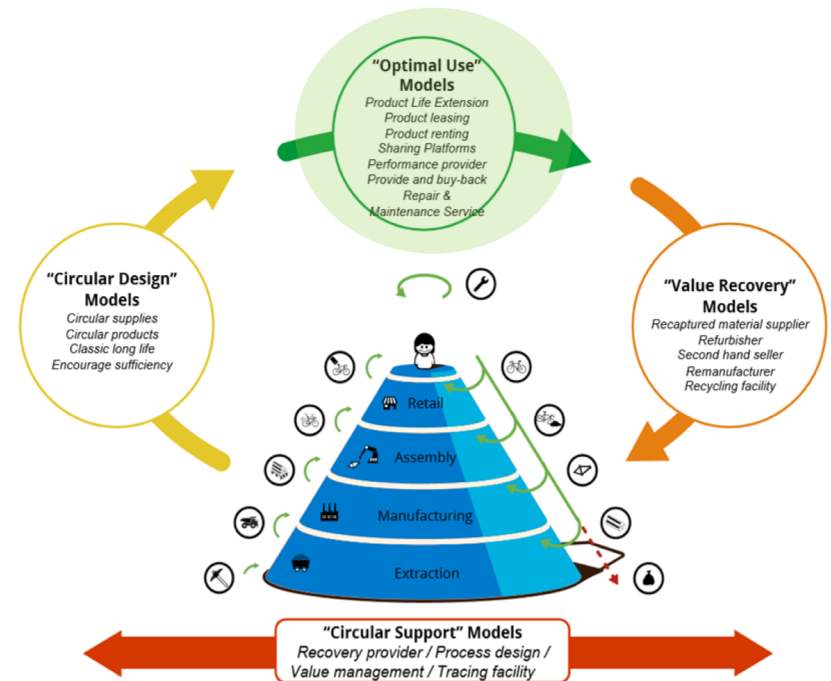 “Optimal Use”
Models
Product Life Extension
Product leasing
Product renting
Sharing Platforms
Performance provider
Provide and buy-back
Repair &
Maintenance Service
“Circular Design”
Models
Circular supplies
Circular products
Classic long life
Encourage sufficiency
“Value Recovery”
Models
Recaptured material supplier
Refurbisher
Second hand seller
Remanufacturer
Recycling facility
Retail
Assembly
Manufacturing
Extraction
“Circular Support” Models
Recovery provider / Process design /
Value management / Tracing facility